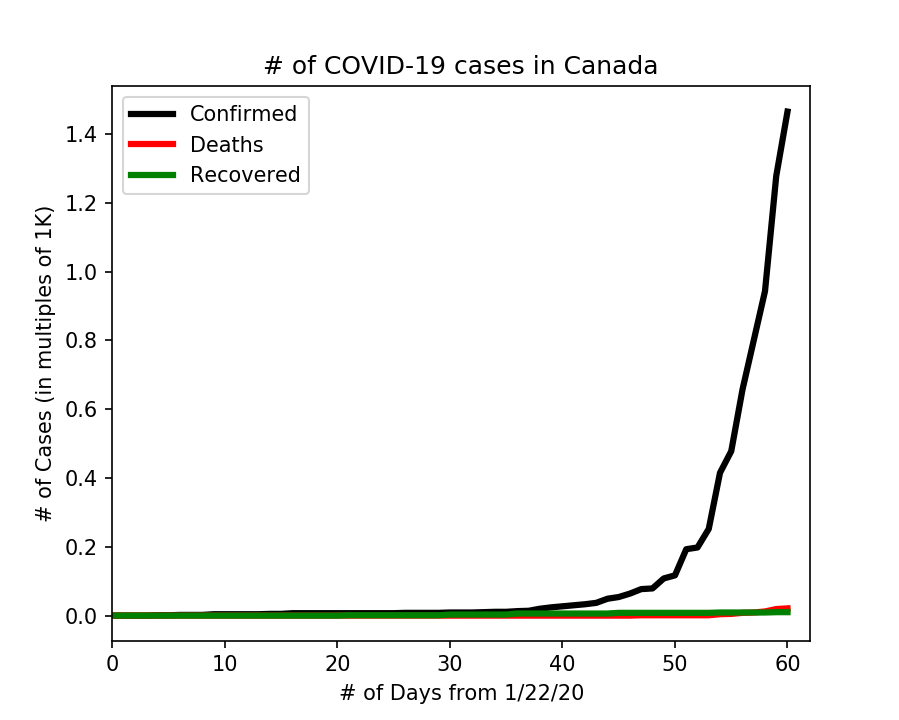 # of COVID-19 cases in Canada
Confirmed
Deaths
Recovered
# of Cases (in multiples of 1K)
1.4
1.2
1.0
0.8
0.6
0.4
0.2
0.0
0 10 20 30 40 50 60
# of Days from 1/22/20